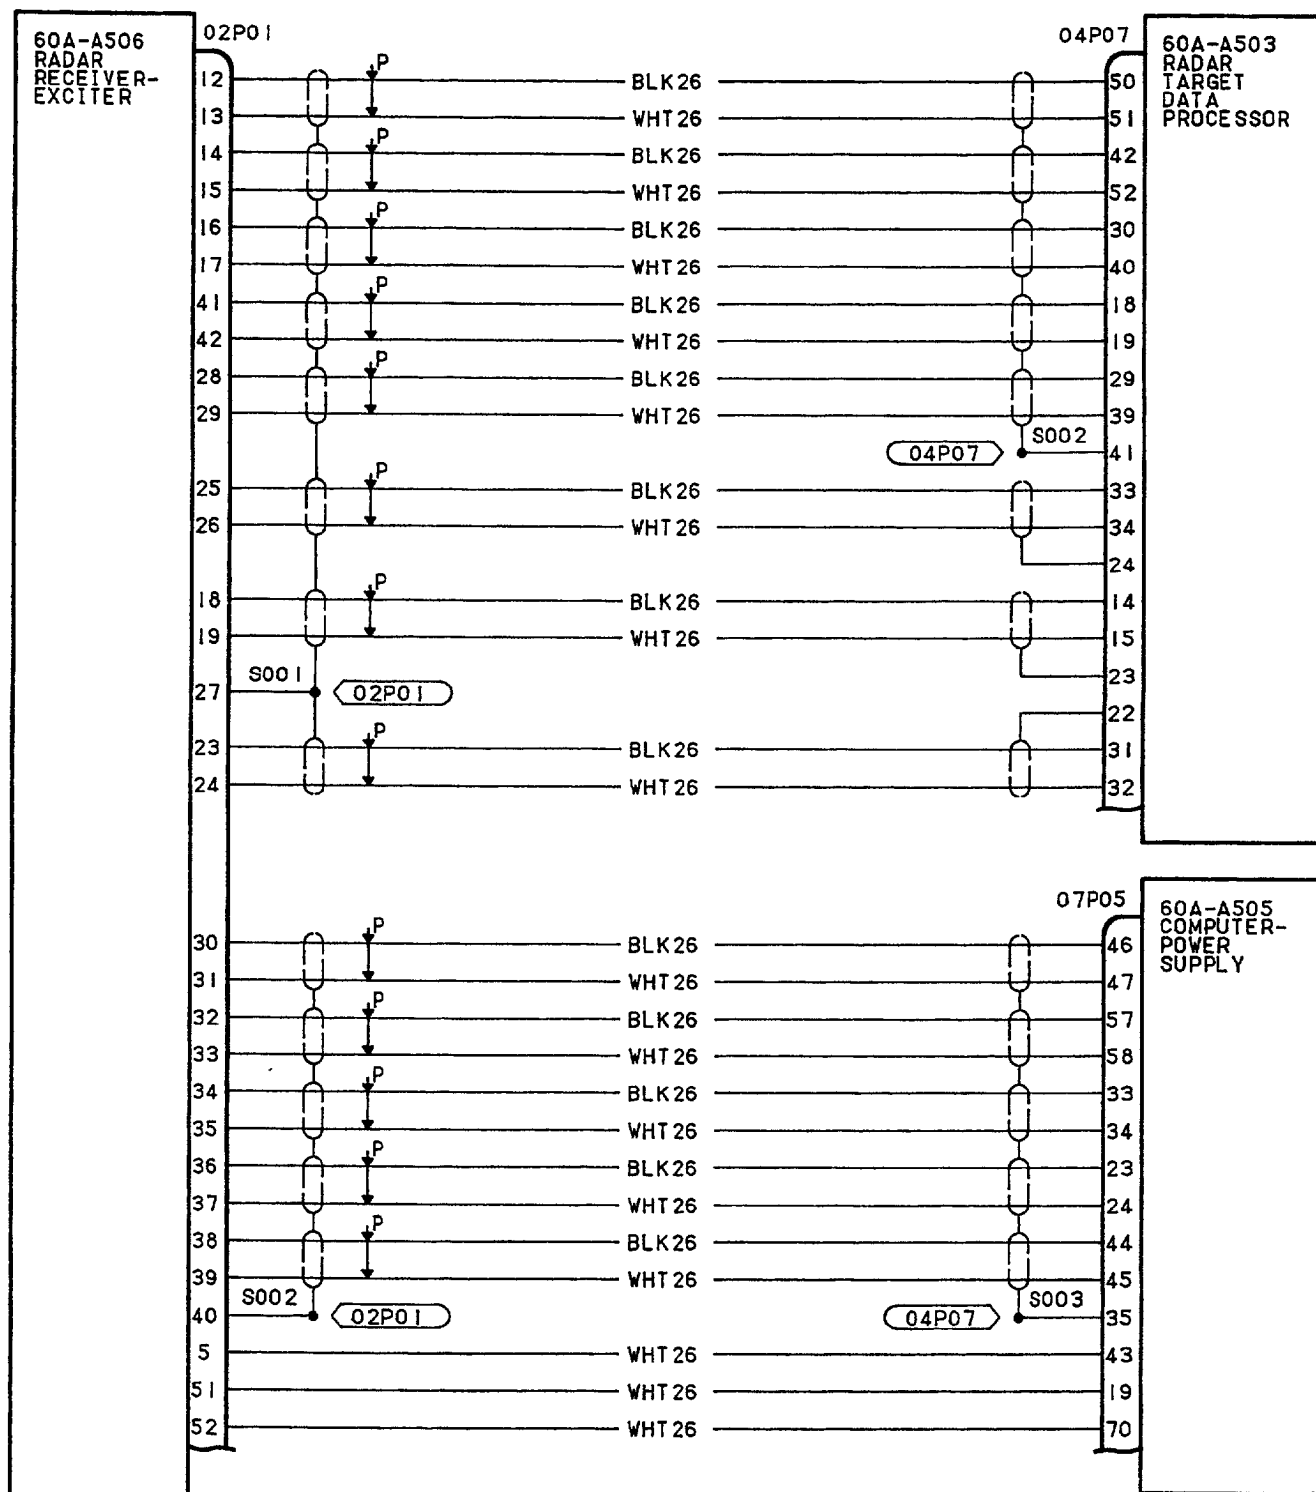 60A-A506
RADAR
RECEIVER-
EXCITER
02P01
04P07
60A-A503
RADAR
TARGET
DATA
PROCESSOR
12 P BLK26 50
13 WHT26 51
14 P BLK26 42
15 WHT26 52
16 P BLK26 30
17 WHT26 40
41 P BLK26 18
42 WHT26 19
28 P BLK26 29
29 WHT26 39
04P07 S002 41
25 P BLK26 33
26 WHT26 34
24
18 P BLK26 14
19 WHT26 15
23
27 S001 02P01
22
23 P BLK26 31
24 WHT26 32
07P05
60A-A505
COMPUTER-
POWER
SUPPLY
30 P BLK26 46
31 WHT26 47
32 P BLK26 57
33 WHT26 58
34 P BLK26 33
35 WHT26 34
36 P BLK26 23
37 WHT26 24
38 P BLK26 44
39 WHT26 45
40 S002 02P01 04P07 S003 35
5 WHT26 43
51 WHT26 19
52 WHT26 70